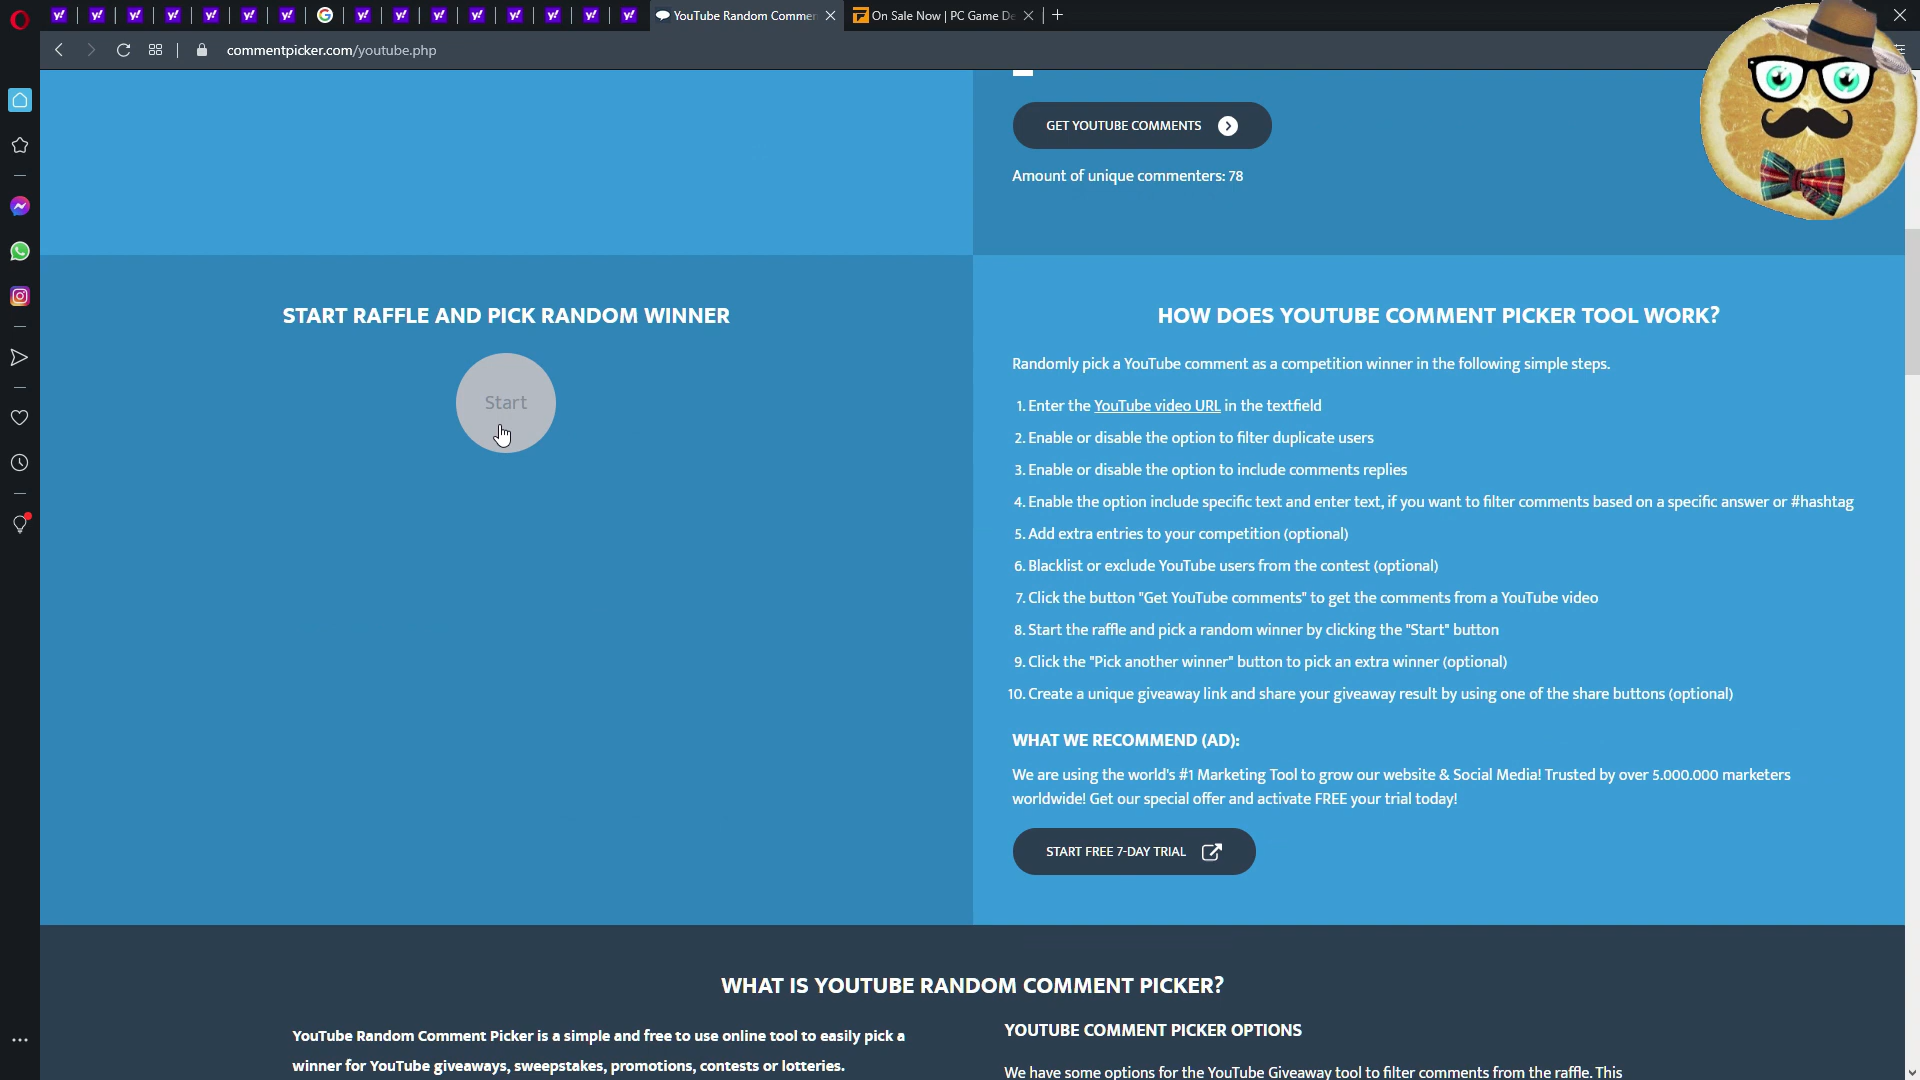 YouTube Random Comme
On Sale Now | PC Game De
commentpicker.com/youtube.php
GET YOUTUBE COMMENTS
Amount of unique commenters: 78
START RAFFLE AND PICK RANDOM WINNER
Start
HOW DOES YOUTUBE COMMENT PICKER TOOL WORK?
Randomly pick a YouTube comment as a competition winner in the following simple steps.
1. Enter the YouTube video URL in the textfield
2. Enable or disable the option to filter duplicate users
3. Enable or disable the option to include comments replies
4. Enable the option include specific text and enter text, if you want to filter comments based on a specific answer or #hashtag
5. Add extra entries to your competition (optional)
6. Blacklist or exclude YouTube users from the contest (optional)
7. Click the button "Get YouTube comments" to get the comments from a YouTube video
8. Start the raffle and pick a random winner by clicking the "Start" button
9. Click the "Pick another winner" button to pick an extra winner (optional)
10. Create a unique giveaway link and share your giveaway result by using one of the share buttons (optional)
WHAT WE RECOMMEND (AD):
We are using the world's #1 Marketing Tool to grow our website & Social Media! Trusted by over 5.000.000 marketers
worldwide! Get our special offer and activate FREE your trial today!
START FREE 7-DAY TRIAL
WHAT IS YOUTUBE RANDOM COMMENT PICKER?
YouTube Random Comment Picker is a simple and free to use online tool to easily pick a
winner for YouTube giveaways, sweepstakes, promotions, contests or lotteries.
YOUTUBE COMMENT PICKER OPTIONS
We have some options for the YouTube Giveaway tool to filter comments from the raffle. This